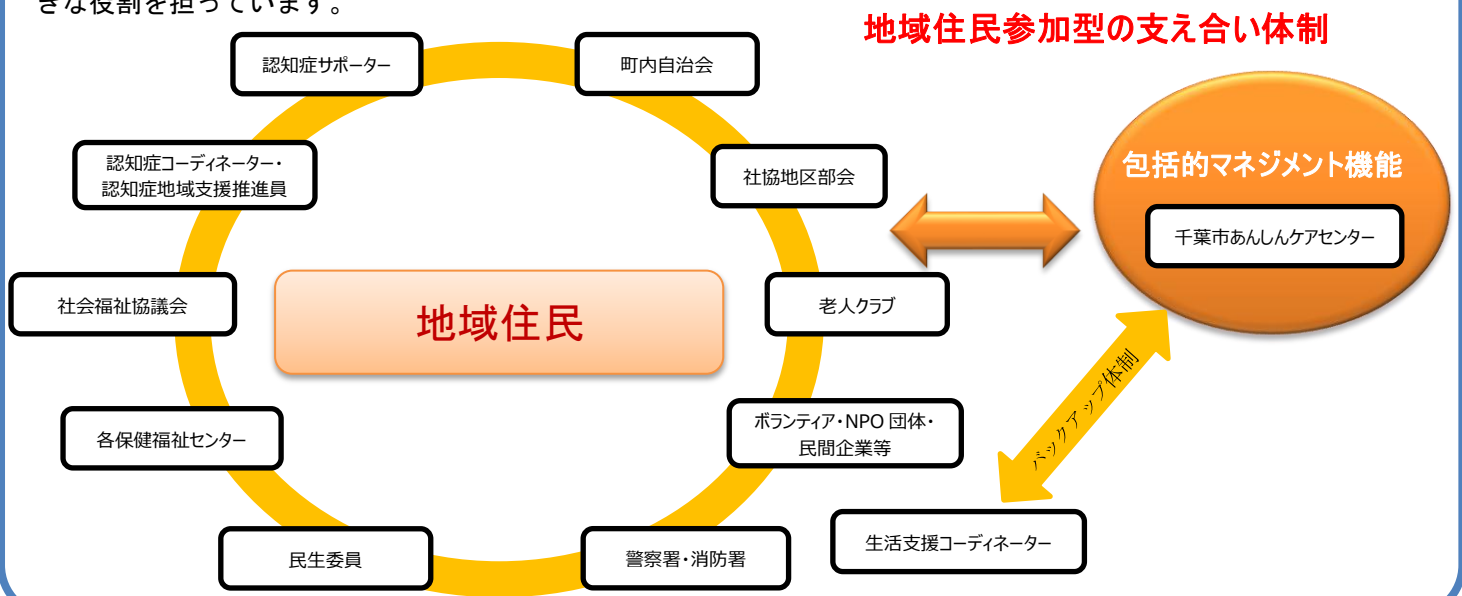 きな役割を担っています。
地域住民参加型の支え合い体制
認知症サポーター
町内自治会
認知症コーディネーター・
認知症地域支援推進員
社協地区部会
包括的マネジメント機能
千葉市あんしんケアセンター
社会福祉協議会
地域住民
老人クラブ
バックアップ体制
各保健福祉センター
ボランティア・NPO 団体・
民間企業等
民生委員
警察署・消防署
生活支援コーディネーター